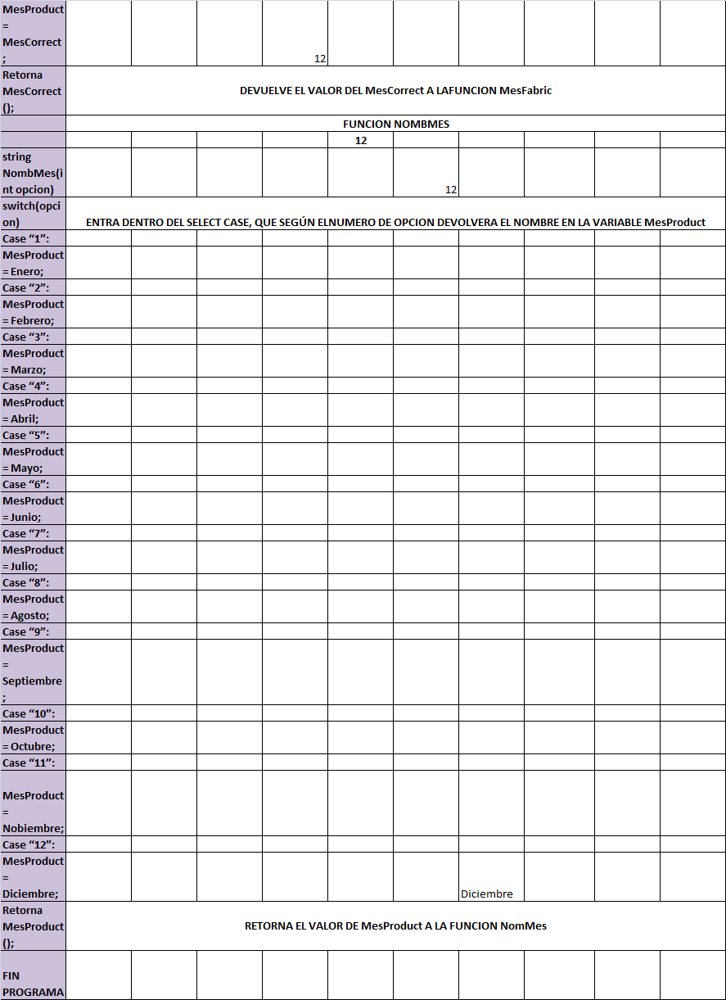 MesProduct
=
MesCorrect
;
12
Retorna
MesCorrect
();
DEVUELVE EL VALOR DEL MesCorrect A LAFUNCION MesFabric
FUNCION NOMBMES
12
string
NombMes(i
nt opcion)
12
switch(opci
on)
ENTRA DENTRO DEL SELECT CASE, QUE SEGÚN ELNUMERO DE OPCION DEVOLVERA EL NOMBRE EN LA VARIABLE MesProduct
Case “1”:
MesProduct
= Enero;
Case “2”:
MesProduct
= Febrero;
Case “3”:
MesProduct
= Marzo;
Case “4”:
MesProduct
= Abril;
Case “5”:
MesProduct
= Mayo;
Case “6”:
MesProduct
= Junio;
Case “7”:
MesProduct
= Julio;
Case “8”:
MesProduct
= Agosto;
Case “9”:
MesProduct
=
Septiembre
;
Case “10”:
MesProduct
= Octubre;
Case “11”:
MesProduct
=
Nobiembre;
Case “12”:
MesProduct
=
Diciembre;
Diciembre
Retorna
MesProduct
();
RETORNA EL VALOR DE MesProduct A LA FUNCION NomMes
FIN
PROGRAMA